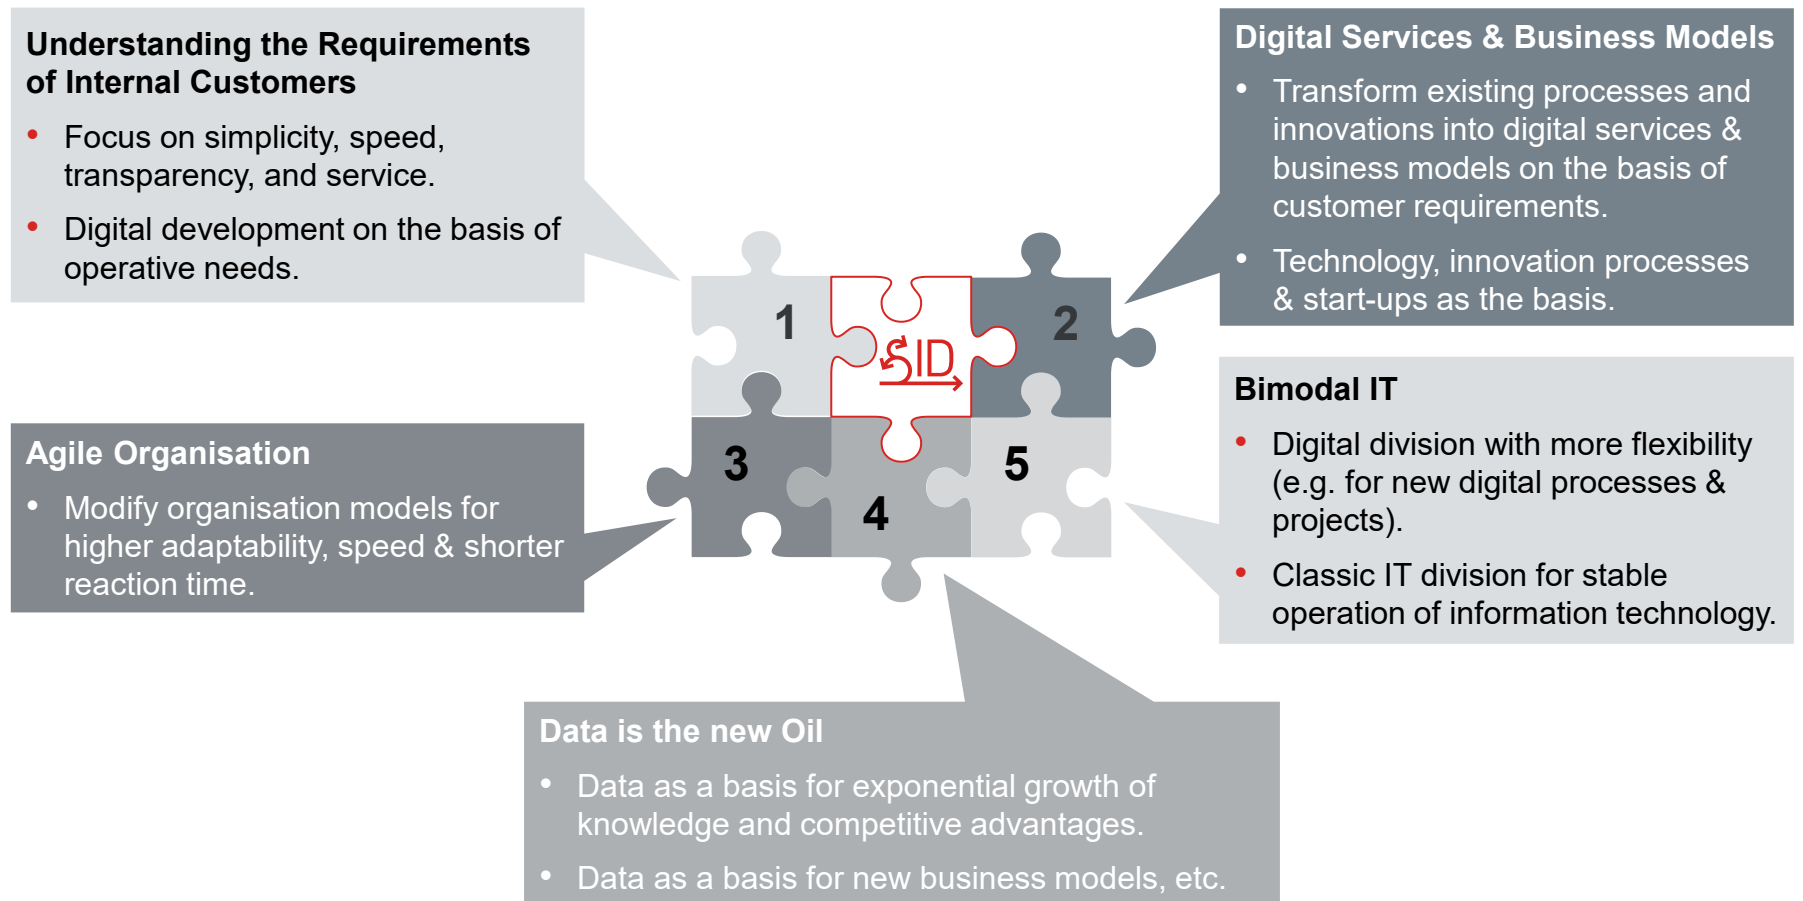 Understanding the Requirements
of Internal Customers
• Focus on simplicity, speed,
transparency, and service.
• Digital development on the basis of
operative needs.
Digital Services & Business Models
• Transform existing processes and
innovations into digital services &
business models on the basis of
customer requirements.
• Technology, innovation processes
& start-ups as the basis.
1
SID
2
3
4
5
Agile Organisation
• Modify organisation models for
higher adaptability, speed & shorter
reaction time.
Bimodal IT
• Digital division with more flexibility
(e.g. for new digital processes &
projects).
• Classic IT division for stable
operation of information technology.
Data is the new Oil
• Data as a basis for exponential growth of
knowledge and competitive advantages.
• Data as a basis for new business models, etc.